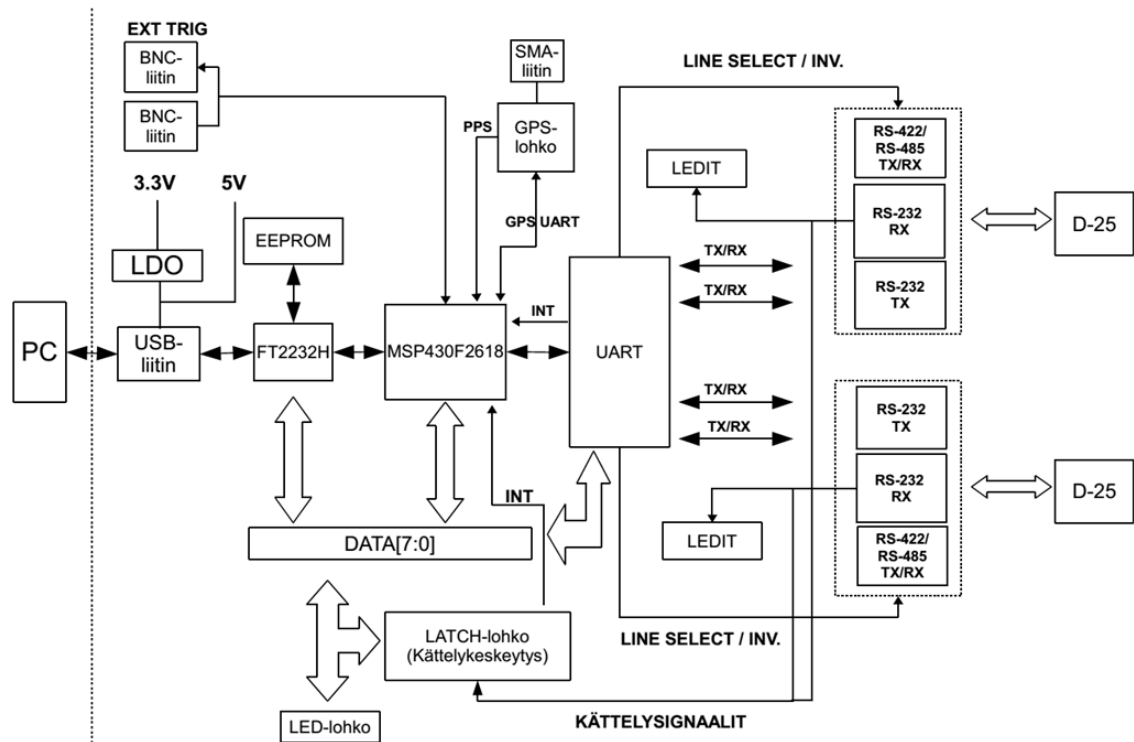 EXT TRIG
BNC-
liitin
BNC-
liitin
SMA-
liitin
PPS
GPS-
lohko
GPS UART
LINE SELECT / INV.
3.3V
5V
LDO
EEPROM
LEDIT
RS-422/
RS-485
TX/RX
RS-232
RX
RS-232
TX
D-25
TX/RX
TX/RX
INT
PC
USB-
liitin
FT2232H
MSP430F2618
UART
TX/RX
TX/RX
RS-232
TX
RS-232
RX
RS-422/
RS-485
TX/RX
D-25
INT
LEDIT
DATA[7:0]
LATCH-lohko
(Kättelykeskeytys)
LINE SELECT / INV.
LED-lohko
KÄTTELYSIGNAALIT